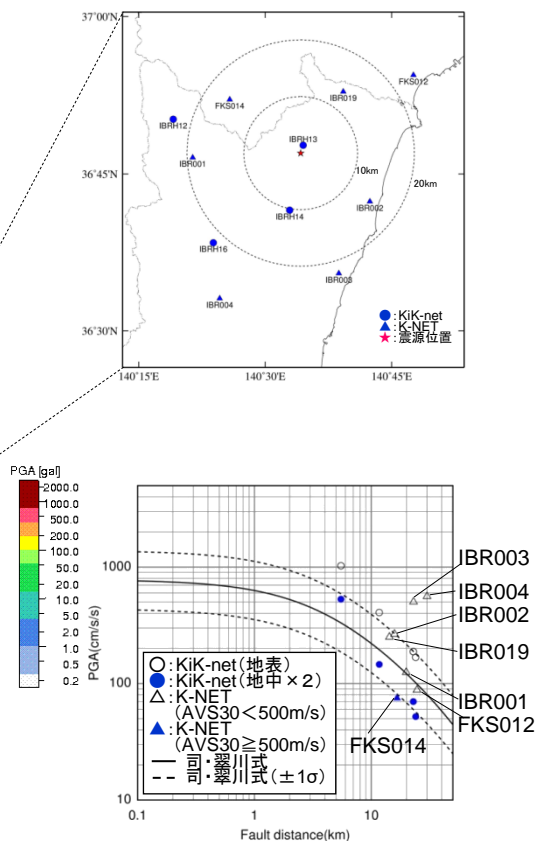 37°00'N
FKS012
FKS014
IBR019
IBRH12
IBRH13
IBR001
10km
20km
36°45'N
IBR002
IBRH14
IBRH16
IBR003
IBR004
:KiK-net
:K-NET
:震源位置
36°30'N
140°15'E 140°30'E 140°45'E
PGA [gal]
2000.0
1000.0
500.0
200.0
100.0
50.0
20.0
10.0
5.0
2.0
1.0
0.5
0.2
PGA(cm/s/s)
1000
100
10
IBR003
IBR004
IBR002
IBR019
IBR001
FKS012
FKS014
:KiK-net(地表)
:KiK-net(地中×2)
:K-NET
(AVS30<500m/s)
:K-NET
(AVS30≧500m/s)
司・翠川式
司・翠川式(±1σ)
0.1 1 10
Fault distance(km)